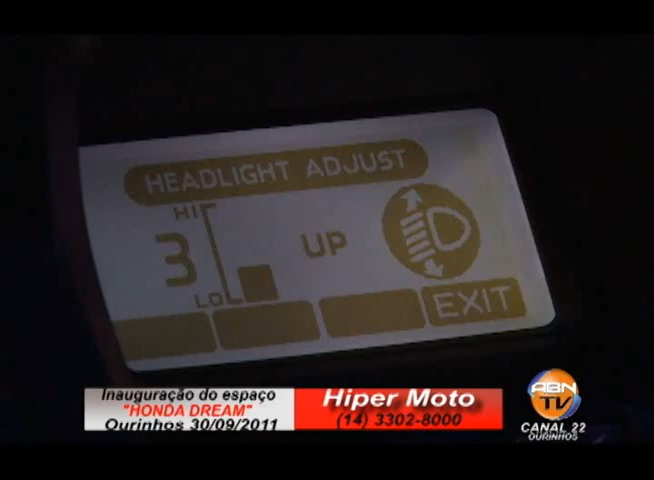 HEADLIGHT ADJUST
HI
3
UP
LO
EXIT
Inauguração do espaço
"HONDA DREAM"
Ourinhos 30/09/2011
Hiper Moto
(14) 3302-8000
ABN
TV
CANAL 22
OURINHOS